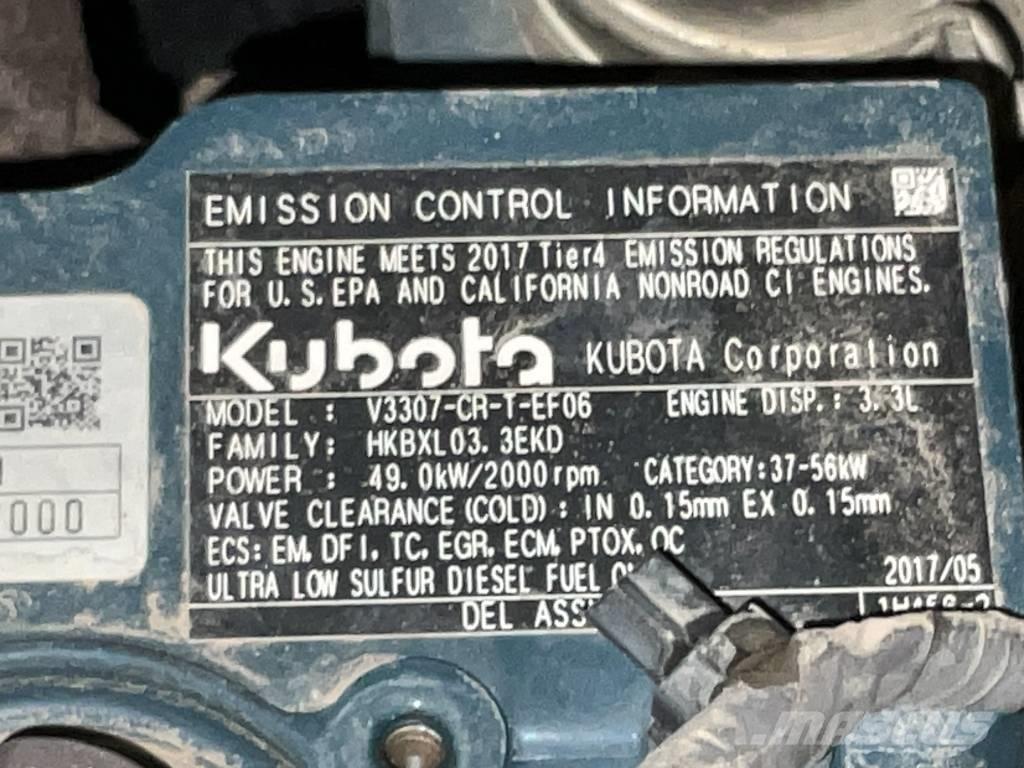 EMISSION CONTROL INFORMATION
THIS ENGINE MEETS 2017 Tier4 EMISSION REGULATIONS
FOR U.S. EPA AND CALIFORNIA NONROAD CI ENGINES.
Kubota KUBOTA Corporation
MODEL : V3307-CR-T-EF06 ENGINE DISP.: 3.3L
FAMILY: HKBXL03.3EKD
POWER : 49.0kW/2000rpm CATEGORY:37-56kW
VALVE CLEARANCE (COLD) : IN 0.15mm EX 0.15mm
ECS: EM, DFI, TC, EGR, ECM, PTOX, OC
ULTRA LOW SULFUR DIESEL FUEL
2017/05
DEL
000
MASCUS